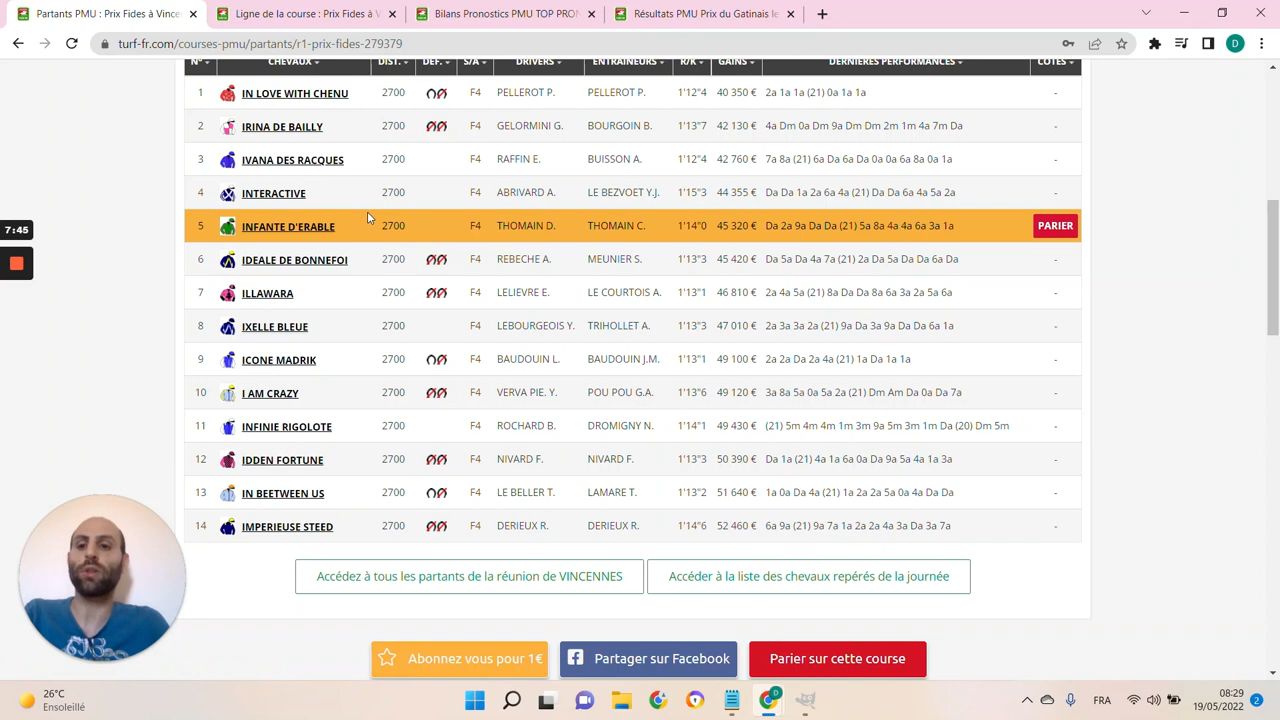 Partants PMU : Prix Fides à Vince
Ligne de la course : Prix Fides à V
Bilans Pronostics PMU TOP PRON
Résultats PMU Prix du Gatinais le
turf-fr.com/courses-pmu/partants/r1-prix-fides-279379
D
N° CHEVAUX DIST. DEF. S/A DRIVERS ENTRAINEURS R/K GAINS DERNIÈRES PERFORMANCES COTES
1 IN LOVE WITH CHENU 2700 F4 PELLEROT P. PELLEROT P. 1'12"4 40 350 € 2a 1a 1a (21) 0a 1a 1a -
2 IRINA DE BAILLY 2700 F4 GELORMINI G. BOURGOIN B. 1'13"7 42 130 € 4a Dm 0a Dm 9a Dm Dm 2m 1m 4a 7m Da -
3 IVANA DES RACQUES 2700 F4 RAFFIN E. BUISSON A. 1'12"4 42 760 € 7a 8a (21) 6a Da 6a Da 0a 0a 6a 8a 0a 1a -
4 INTERACTIVE 2700 F4 ABRIVARD A. LE BEZVOET Y.J. 1'15"3 44 355 € Da Da 1a 2a 6a 4a (21) Da Da 6a 4a 5a 2a -
5 INFANTE D'ERABLE 2700 F4 THOMAIN D. THOMAIN C. 1'14"0 45 320 € Da 2a 9a Da Da (21) 5a 8a 4a 4a 6a 3a 1a PARIER
6 IDEALE DE BONNEFOI 2700 F4 REBECHE A. MEUNIER S. 1'13"3 45 420 € Da 5a Da 4a 7a (21) 2a Da 5a Da Da 6a Da -
7 ILLAWARA 2700 F4 LELIEVRE E. LE COURTOIS A. 1'13"1 46 810 € 2a 4a 5a (21) 8a Da Da 8a 6a 3a 2a 5a 6a -
8 IXELLE BLEUE 2700 F4 LEBOURGEOIS Y. TRIHOLLET A. 1'13"3 47 010 € 2a 3a 3a 2a (21) 9a Da 3a 9a Da Da 6a 1a -
9 ICONE MADRIK 2700 F4 BAUDOUIN L. BAUDOUIN J.M. 1'13"1 49 100 € 2a 2a Da 2a 4a (21) 1a Da 1a 1a -
10 I AM CRAZY 2700 F4 VERVA PIE. Y. POU POU G.A. 1'13"6 49 120 € 3a 8a 5a 0a 5a 2a (21) Dm Am Da 0a Da 7a -
11 INFINIE RIGOLOTE 2700 F4 ROCHARD B. DROMIGNY N. 1'14"1 49 430 € (21) 5m 4m 4m 1m 3m 9a 5m 3m 1m Da (20) Dm 5m -
12 IDDEN FORTUNE 2700 F4 NIVARD F. NIVARD F. 1'13"3 50 390 € Da 1a (21) 4a 1a 6a 0a Da 9a 5a 4a 1a 3a -
13 IN BEETWEEN US 2700 F4 LE BELLER T. LAMARE T. 1'13"2 51 640 € 1a 0a Da 4a (21) 1a 2a 2a 5a 0a 4a Da Da -
14 IMPERIEUSE STEED 2700 F4 DERIEUX R. DERIEUX R. 1'14"6 52 460 € 6a 9a (21) 9a 7a 1a 2a 2a 4a 3a Da 3a 7a -
7:45
Accédez à tous les partants de la réunion de VINCENNES
Accéder à la liste des chevaux repérés de la journée
Abonnez vous pour 1€
Partager sur Facebook
Parier sur cette course
26°C
Ensoleillé
FRA
08:29
19/05/2022
2